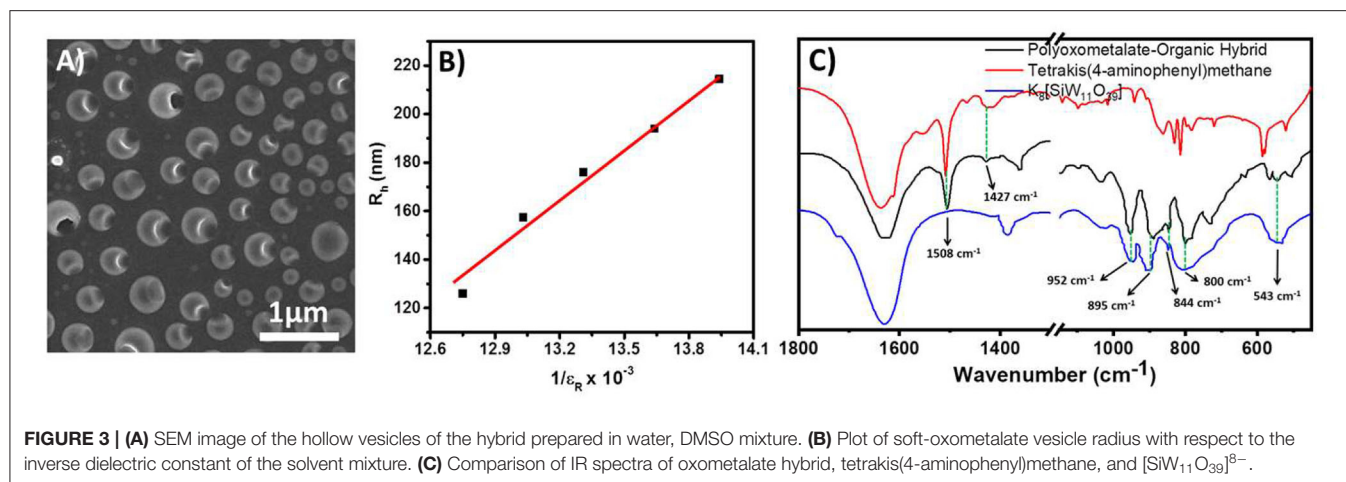 A)
1μm
B)
R_h (nm)
220
200
180
160
140
120
12.6 12.9 13.2 13.5 13.8 14.1
1/ε_R x 10⁻³
C)
Polyoxometalate-Organic Hybrid
Tetrakis(4-aminophenyl)methane
K₈[SiW₁₁O₃₉]
1427 cm⁻¹
1508 cm⁻¹
952 cm⁻¹
895 cm⁻¹
844 cm⁻¹
800 cm⁻¹
543 cm⁻¹
1800 1600 1400 1000 800 600
Wavenumber (cm⁻¹)
FIGURE 3 | (A) SEM image of the hollow vesicles of the hybrid prepared in water, DMSO mixture. (B) Plot of soft-oxometalate vesicle radius with respect to the
inverse dielectric constant of the solvent mixture. (C) Comparison of IR spectra of oxometalate hybrid, tetrakis(4-aminophenyl)methane, and [SiW₁₁O₃₉]⁸⁻.